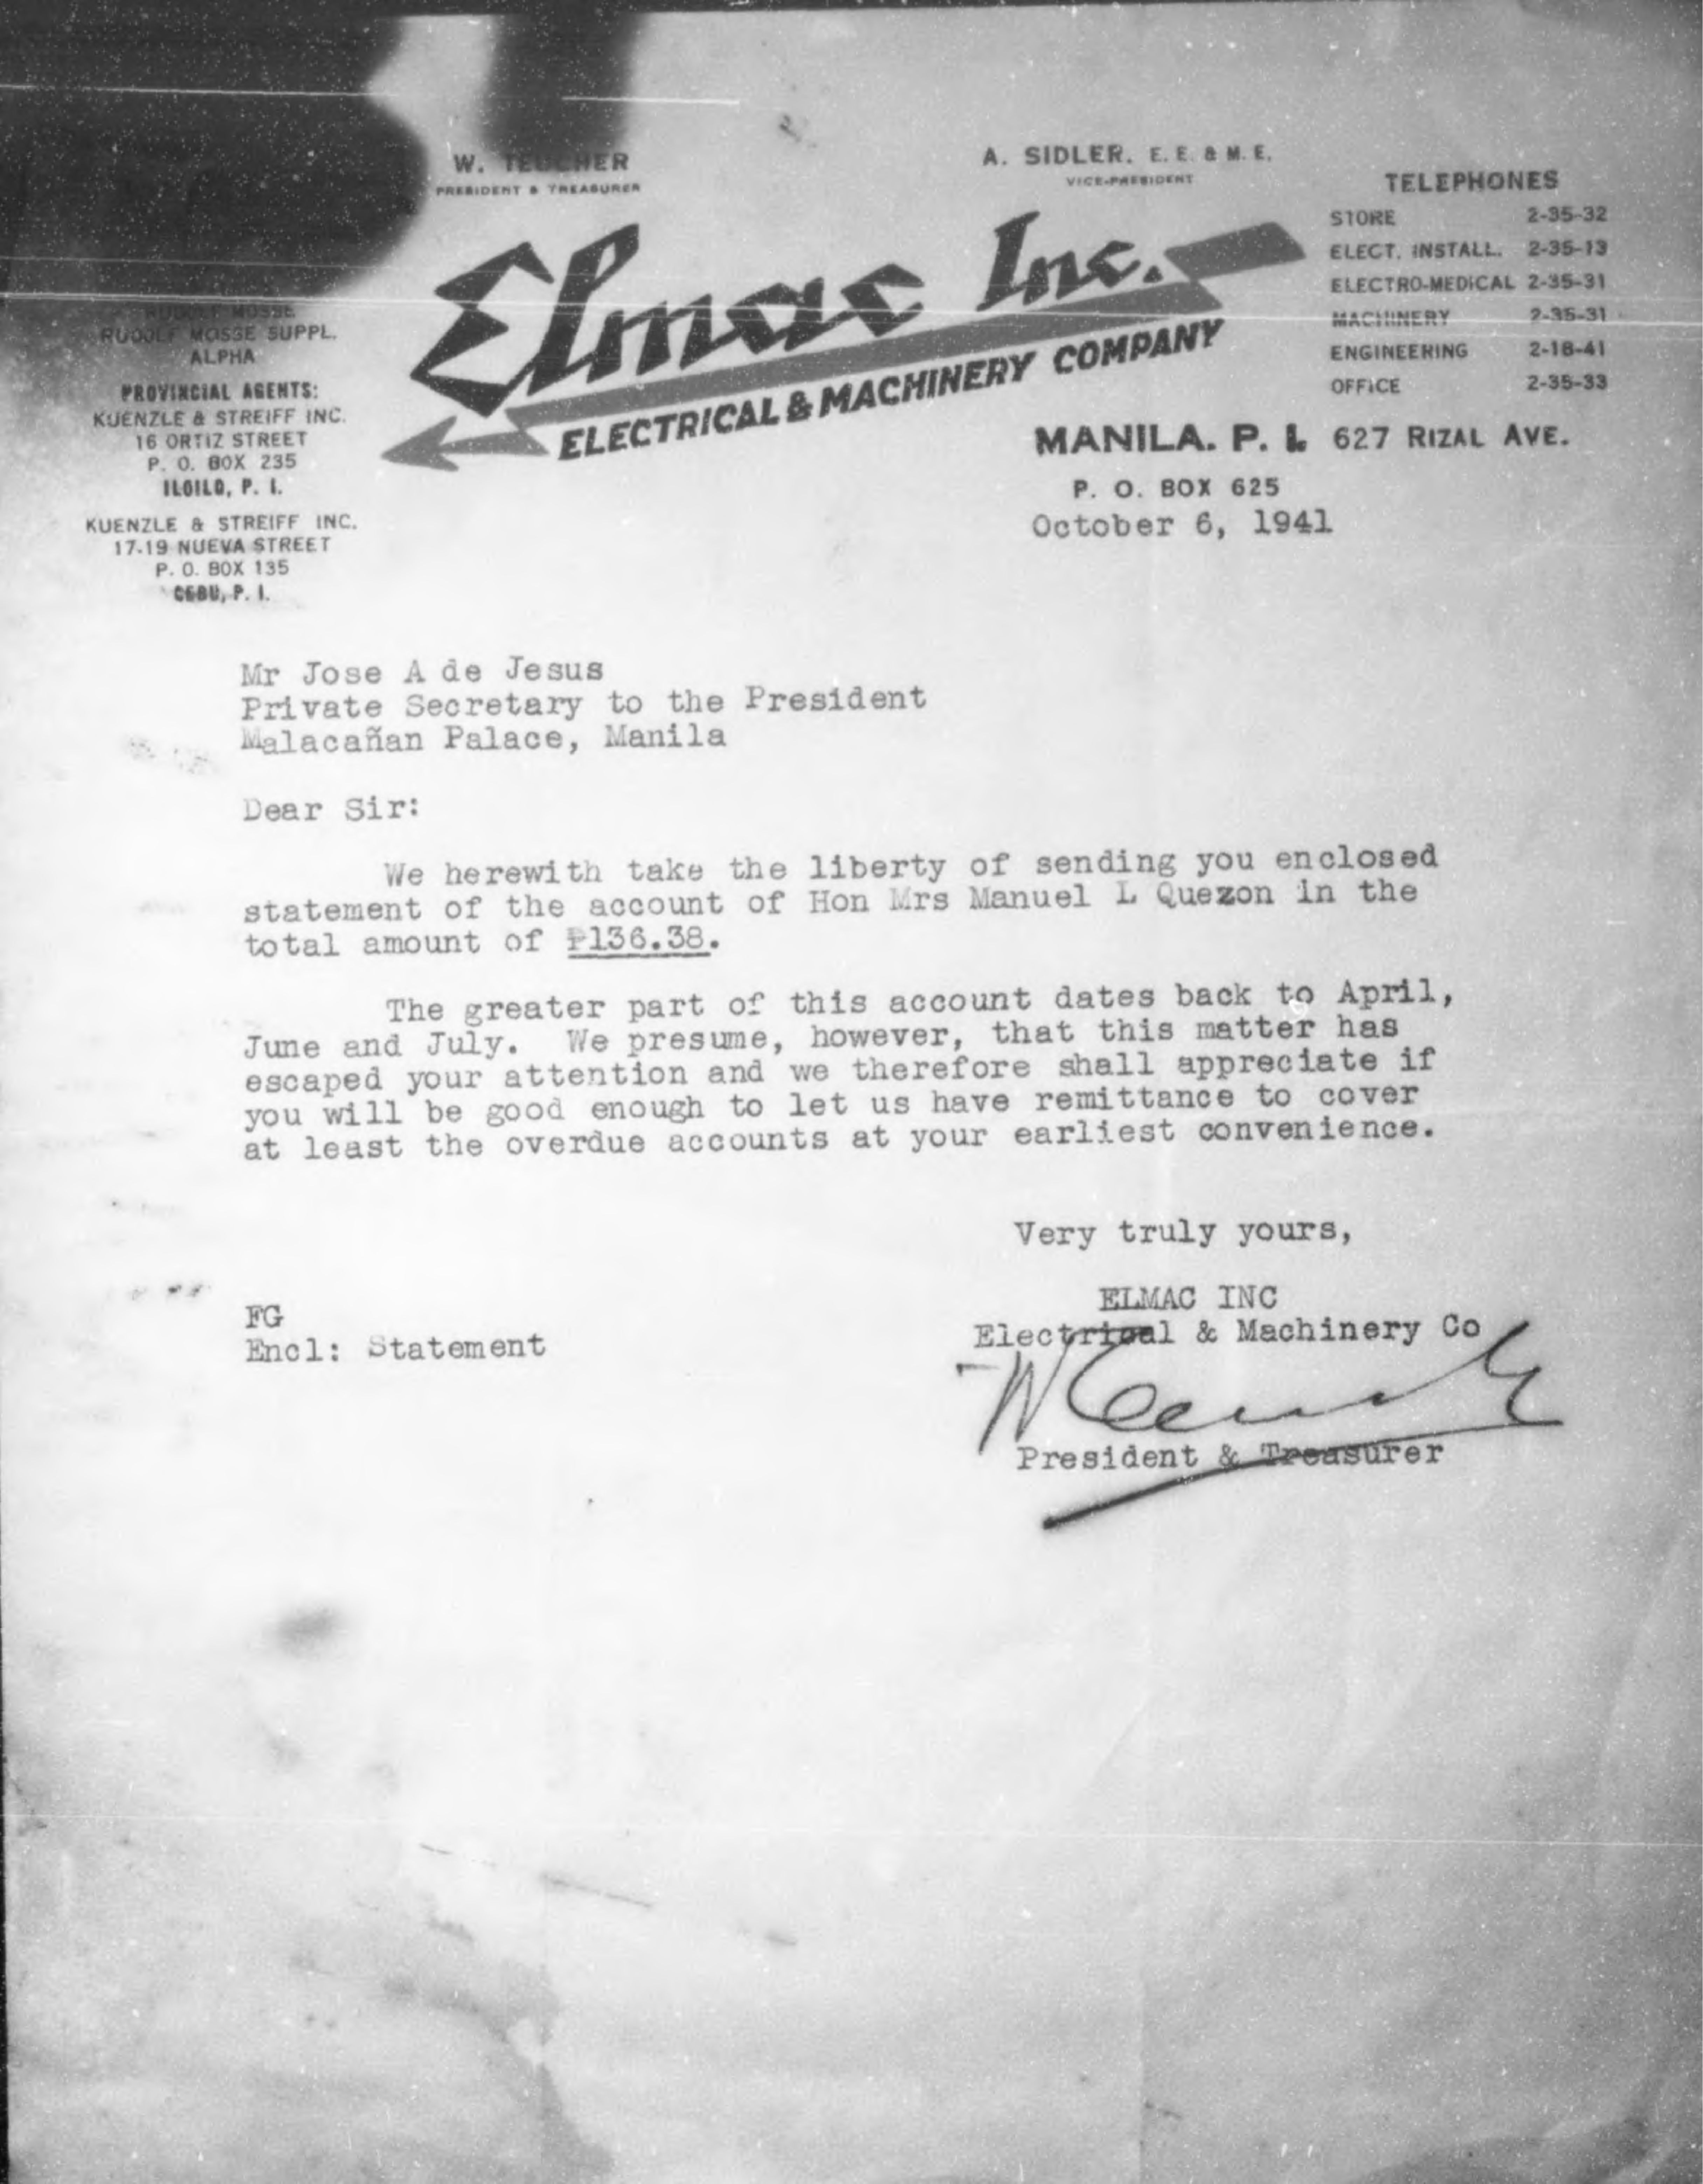 W. TEUCHER
PRESIDENT & TREASURER
A. SIDLER. E. E. & M. E.
VICE-PRESIDENT
TELEPHONES
STORE 2-35-32
ELECT. INSTALL. 2-35-13
ELECTRO-MEDICAL 2-35-31
MACHINERY 2-35-31
ENGINEERING 2-18-41
OFFICE 2-35-33
Elmac Inc.
ELECTRICAL & MACHINERY COMPANY
RUDOLF MOSSE
RUDOLF MOSSE SUPPL.
ALPHA
PROVINCIAL AGENTS:
KUENZLE & STREIFF INC.
16 ORTIZ STREET
P. O. BOX 235
ILOILO, P. I.
KUENZLE & STREIFF INC.
17-19 NUEVA STREET
P. O. BOX 135
CEBU, P. I.
MANILA. P. I. 627 RIZAL AVE.
P. O. BOX 625
October 6, 1941
Mr Jose A de Jesus
Private Secretary to the President
Malacañan Palace, Manila
Dear Sir:
We herewith take the liberty of sending you enclosed
statement of the account of Hon Mrs Manuel L Quezon in the
total amount of ₱136.38.
The greater part of this account dates back to April,
June and July. We presume, however, that this matter has
escaped your attention and we therefore shall appreciate if
you will be good enough to let us have remittance to cover
at least the overdue accounts at your earliest convenience.
Very truly yours,
ELMAC INC
Electrical & Machinery Co
President & Treasurer
FG
Encl: Statement